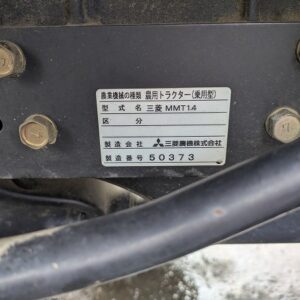 農業機械の種類 農用トラクター(乗用型)
型式名 三菱 MMT14
区分
製造会社 三菱農機株式会社
製造番号 50373